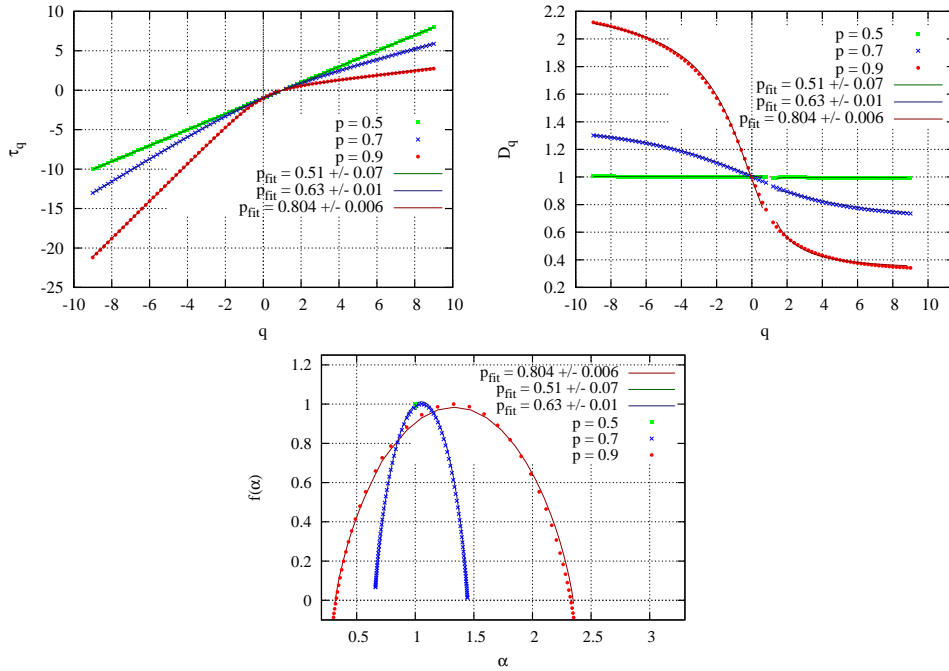 10
5
0
-5
-10
-15
-20
-25
-10 -8 -6 -4 -2 0 2 4 6 8 10
τq
q
p = 0.5
p = 0.7
p = 0.9
pfit = 0.51 +/- 0.07
pfit = 0.63 +/- 0.01
pfit = 0.804 +/- 0.006
2.2
2
1.8
1.6
1.4
1.2
1
0.8
0.6
0.4
0.2
-10 -8 -6 -4 -2 0 2 4 6 8 10
Dq
q
p = 0.5
p = 0.7
p = 0.9
pfit = 0.51 +/- 0.07
pfit = 0.63 +/- 0.01
pfit = 0.804 +/- 0.006
1.2
1
0.8
0.6
0.4
0.2
0
0.5 1 1.5 2 2.5 3
f(α)
α
pfit = 0.804 +/- 0.006
pfit = 0.51 +/- 0.07
pfit = 0.63 +/- 0.01
p = 0.5
p = 0.7
p = 0.9